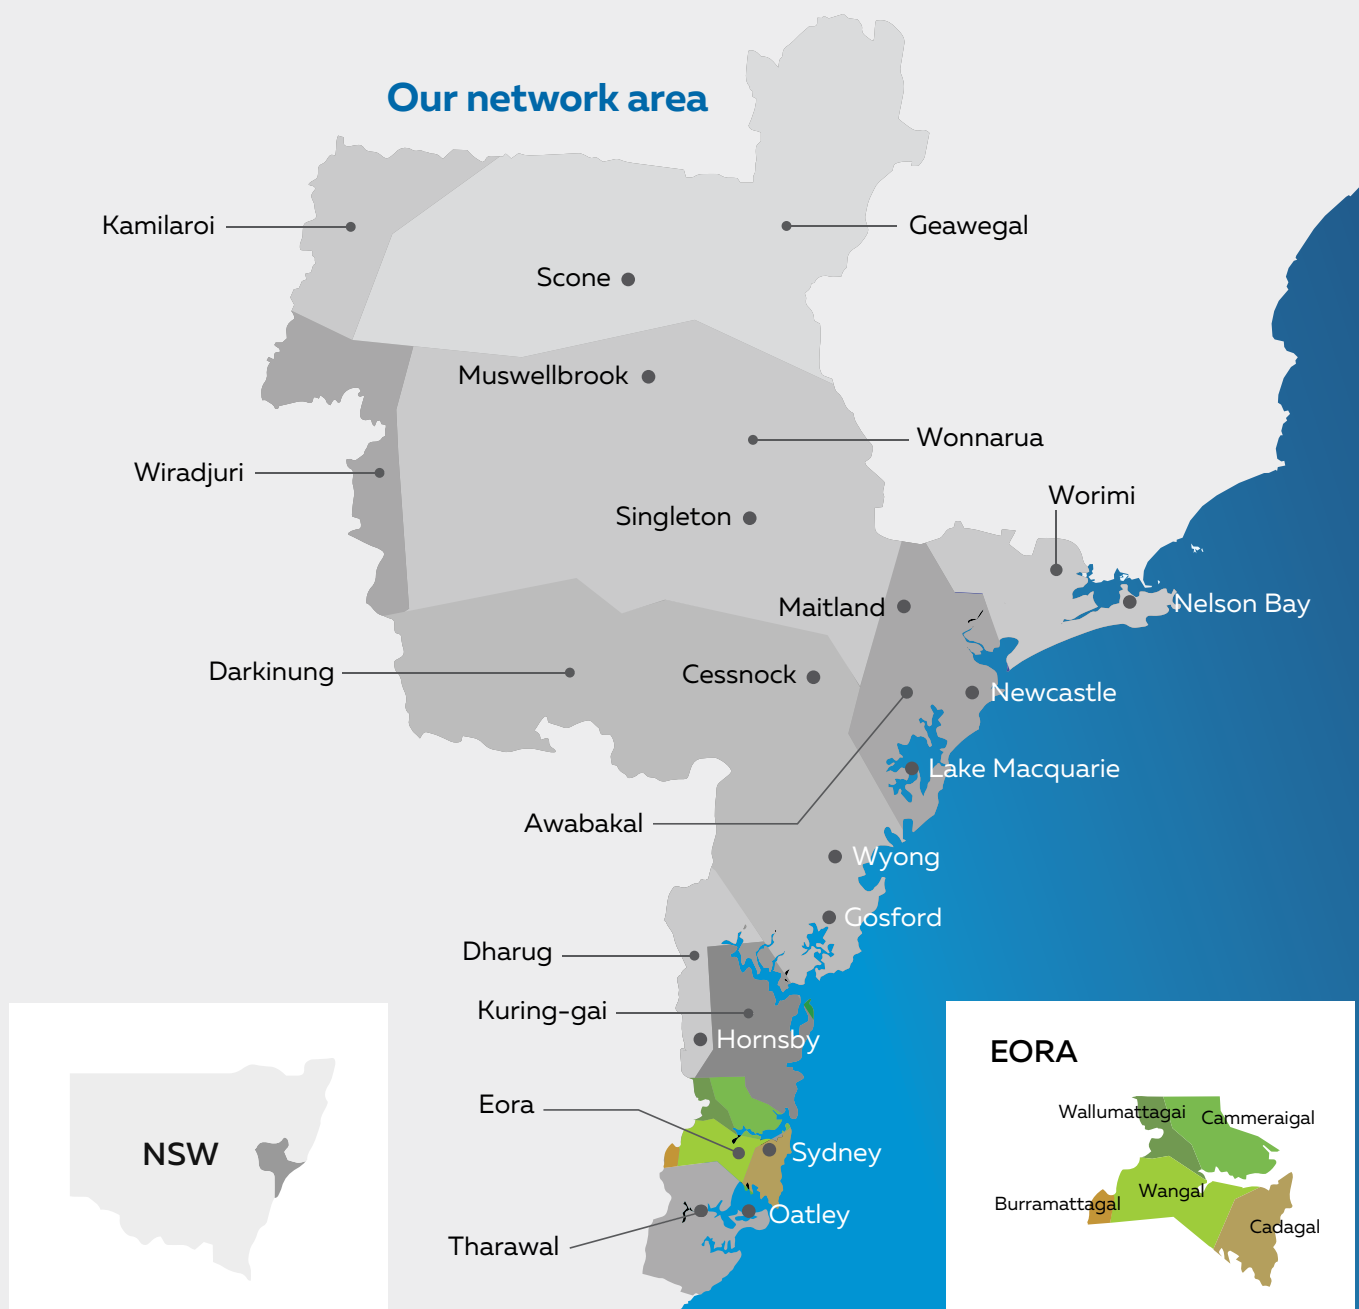 Our network area
Kamilaroi
Geawegal
Scone
Muswellbrook
Wonnarua
Wiradjuri
Worimi
Singleton
Nelson Bay
Maitland
Darkinung
Cessnock
Newcastle
Lake Macquarie
Awabakal
Wyong
Gosford
Dharug
Kuring-gai
Hornsby
Eora
Sydney
Oatley
Tharawal
NSW
EORA
Wallumattagai
Cammeraigal
Wangal
Burramattagal
Cadagal